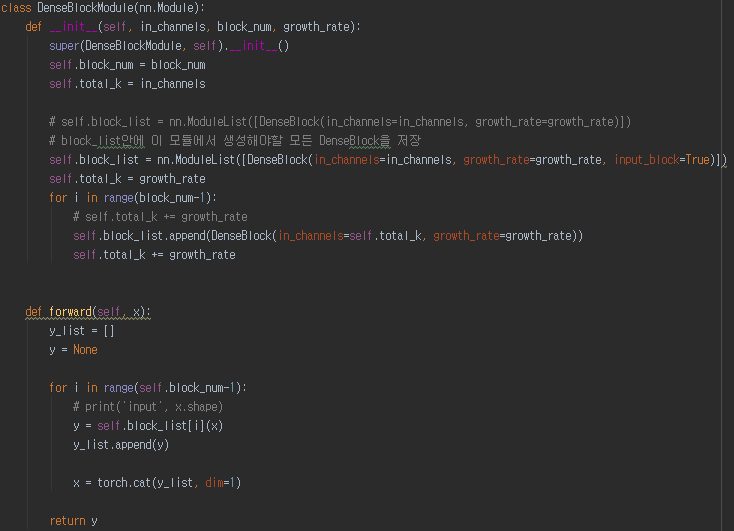 class DenseBlockModule(nn.Module):
    def __init__(self, in_channels, block_num, growth_rate):
        super(DenseBlockModule, self).__init__()
        self.block_num = block_num
        self.total_k = in_channels

        # self.block_list = nn.ModuleList([DenseBlock(in_channels=in_channels, growth_rate=growth_rate)])
        # block_list안에 이 모듈에서 생성해야할 모든 DenseBlock을 저장
        self.block_list = nn.ModuleList([DenseBlock(in_channels=in_channels, growth_rate=growth_rate, input_block=True)])
        self.total_k = growth_rate
        for i in range(block_num-1):
            # self.total_k += growth_rate
            self.block_list.append(DenseBlock(in_channels=self.total_k, growth_rate=growth_rate))
            self.total_k += growth_rate


    def forward(self, x):
        y_list = []
        y = None

        for i in range(self.block_num-1):
            # print('input', x.shape)
            y = self.block_list[i](x)
            y_list.append(y)

            x = torch.cat(y_list, dim=1)

        return y